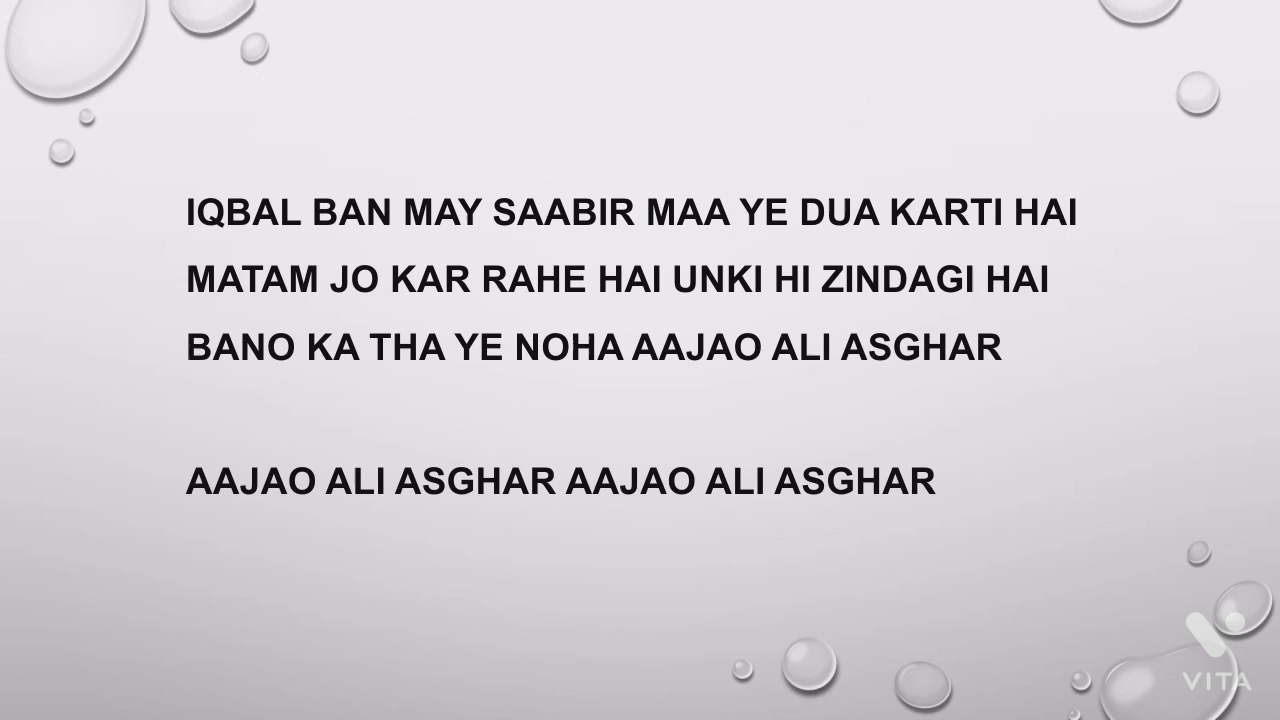 IQBAL BAN MAY SAABIR MAA YE DUA KARTI HAI
MATAM JO KAR RAHE HAI UNKI HI ZINDAGI HAI
BANO KA THA YE NOHA AAJAO ALI ASGHAR
AAJAO ALI ASGHAR AAJAO ALI ASGHAR
VITA